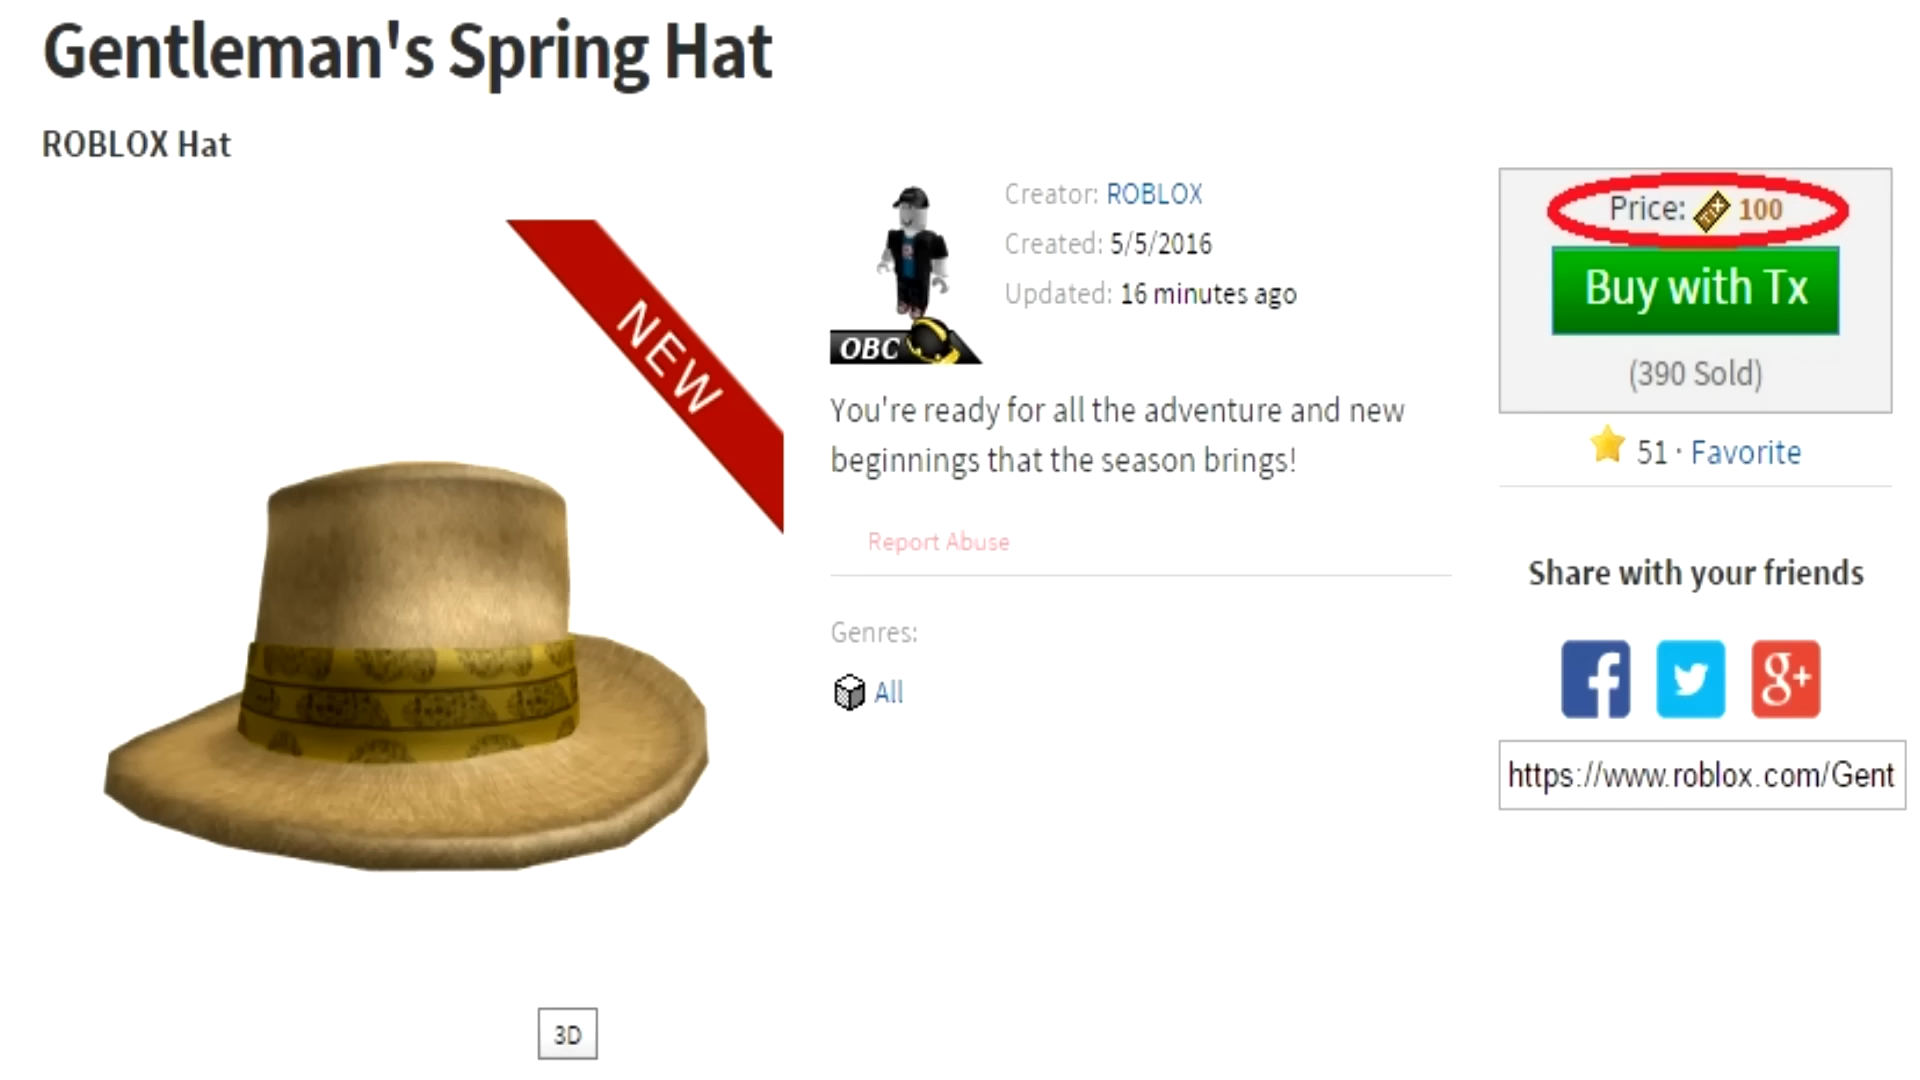 Gentleman's Spring Hat
ROBLOX Hat
NEW
Creator: ROBLOX
Created: 5/5/2016
Updated: 16 minutes ago
OBC
You're ready for all the adventure and new
beginnings that the season brings!
Report Abuse
Genres:
All
3D
Price: 100
Buy with Tx
(390 Sold)
51 · Favorite
Share with your friends
f
g+
https://www.roblox.com/Gent